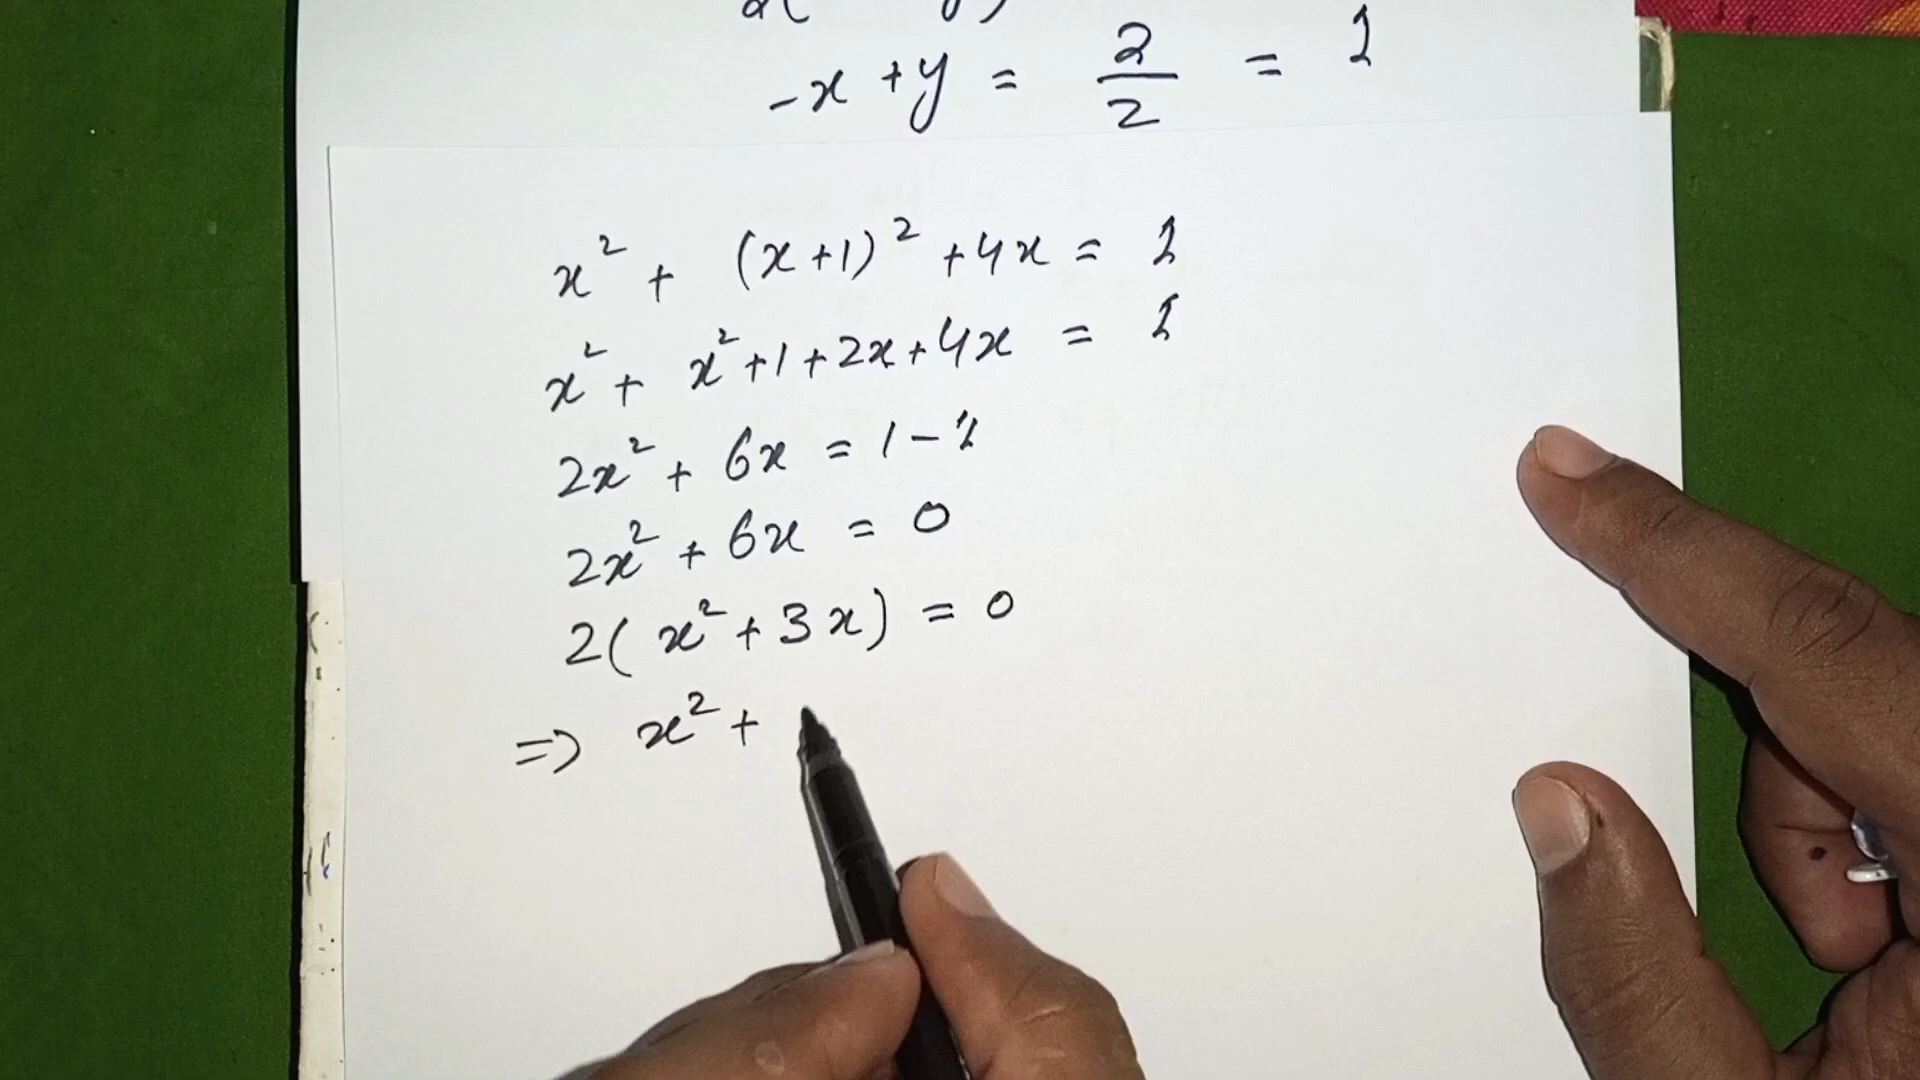 -x + y = 2/2 = 1
x² + (x+1)² + 4x = 1
x² + x² + 1 + 2x + 4x = 1
2x² + 6x = 1 - 1
2x² + 6x = 0
2(x² + 3x) = 0
=> x² +